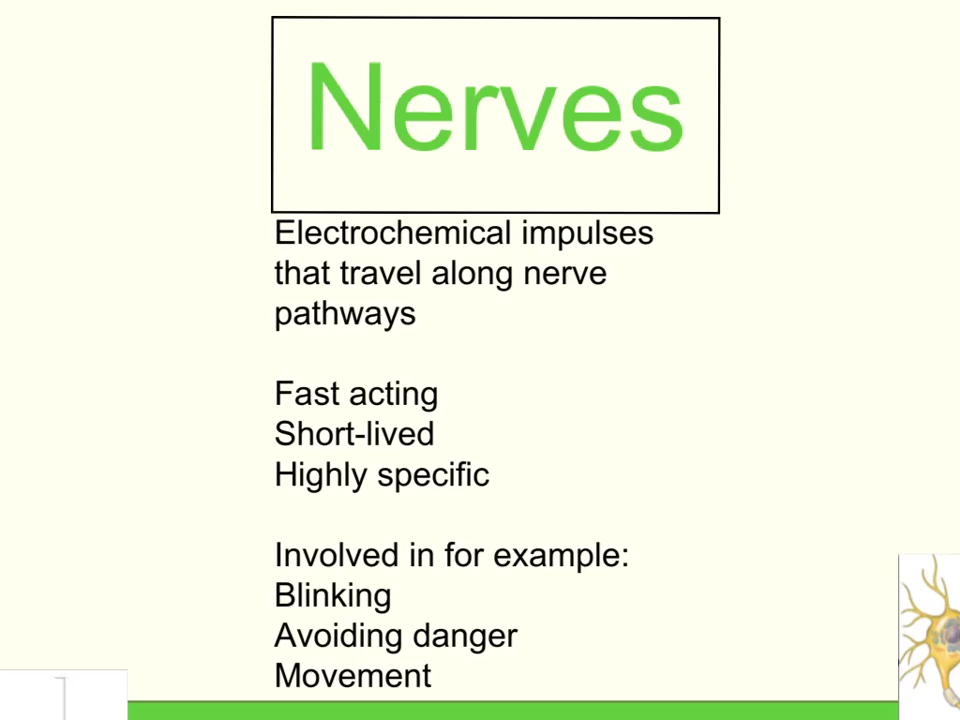 Nerves
Electrochemical impulses
that travel along nerve
pathways
Fast acting
Short-lived
Highly specific
Involved in for example:
Blinking
Avoiding danger
Movement